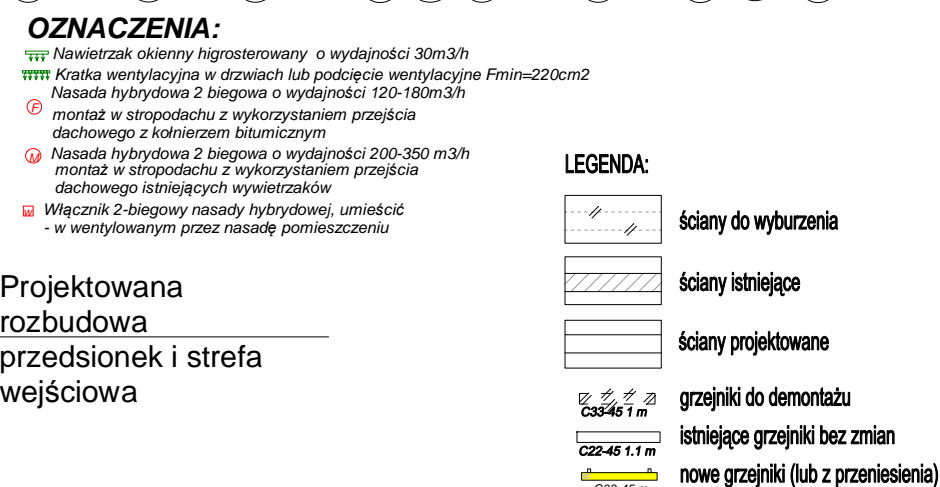 OZNACZENIA:
Nawietrzak okienny higrosterowany o wydajności 30m3/h
Kratka wentylacyjna w drzwiach lub podcięcie wentylacyjne Fmin=220cm2
Nasada hybrydowa 2 biegowa o wydajności 120-180m3/h
F
montaż w stropodachu z wykorzystaniem przejścia
dachowego z kołnierzem bitumicznym
M
Nasada hybrydowa 2 biegowa o wydajności 200-350 m3/h
montaż w stropodachu z wykorzystaniem przejścia
dachowego istniejących wywietrzaków
W
Włącznik 2-biegowy nasady hybrydowej, umieścić
- w wentylowanym przez nasadę pomieszczeniu
Projektowana
rozbudowa
przedsionek i strefa
wejściowa
LEGENDA:
ściany do wyburzenia
ściany istniejące
ściany projektowane
grzejniki do demontażu
C33-45 1 m
istniejące grzejniki bez zmian
C22-45 1.1 m
nowe grzejniki (lub z przeniesienia)